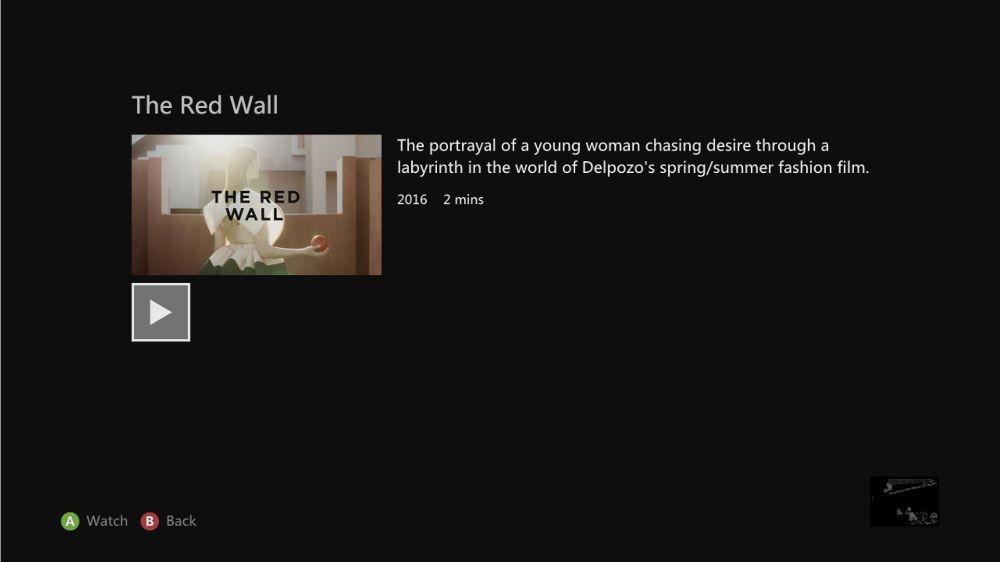 The Red Wall
THE RED
WALL
The portrayal of a young woman chasing desire through a
labyrinth in the world of Delpozo's spring/summer fashion film.
2016 2 mins
A Watch B Back